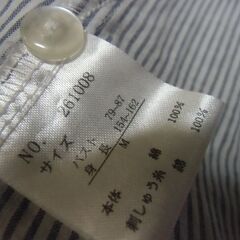 NO. 261008
サイズ
バスト 79-87
身長 154-162
M
本体 綿 100%
刺しゅう糸 綿 100%